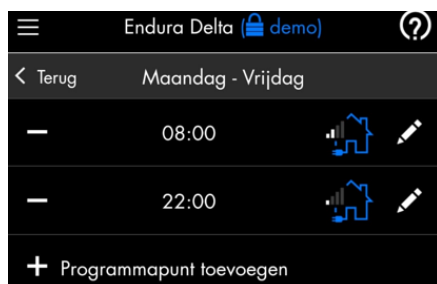 Endura Delta (demo)
Terug Maandag - Vrijdag
08:00
22:00
Programmapunt toevoegen